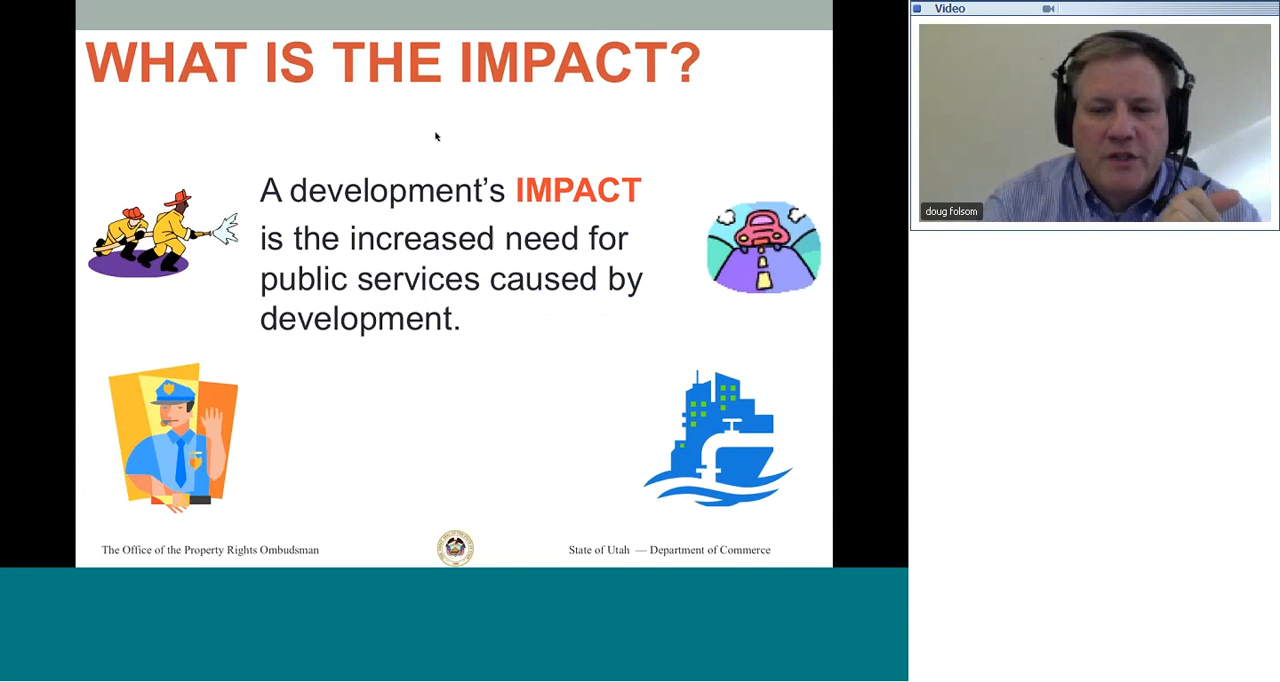 WHAT IS THE IMPACT?
A development’s IMPACT
is the increased need for
public services caused by
development.
The Office of the Property Rights Ombudsman
State of Utah — Department of Commerce
Video
doug folsom